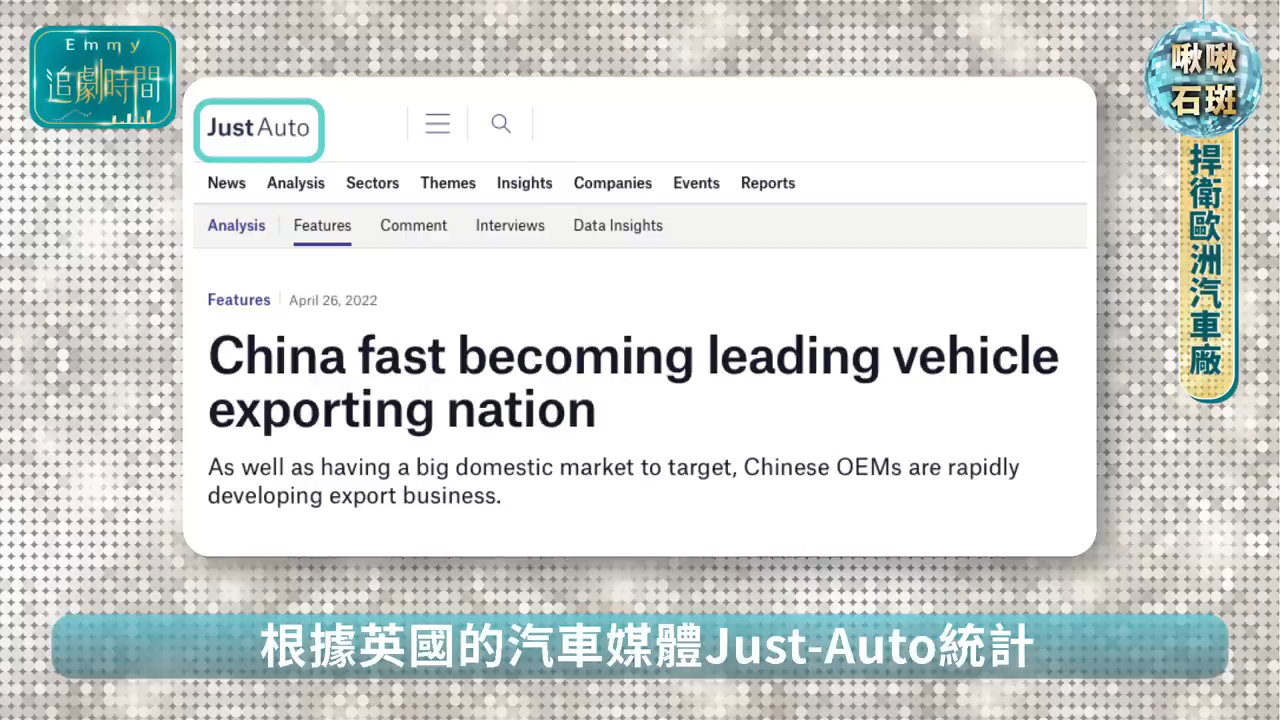 Emmy
追劇時間
啾啾
石斑
捍衛歐洲汽車廠
JustAuto
News Analysis Sectors Themes Insights Companies Events Reports
Analysis Features Comment Interviews Data Insights
Features April 26, 2022
China fast becoming leading vehicle
exporting nation
As well as having a big domestic market to target, Chinese OEMs are rapidly
developing export business.
根據英國的汽車媒體Just-Auto統計